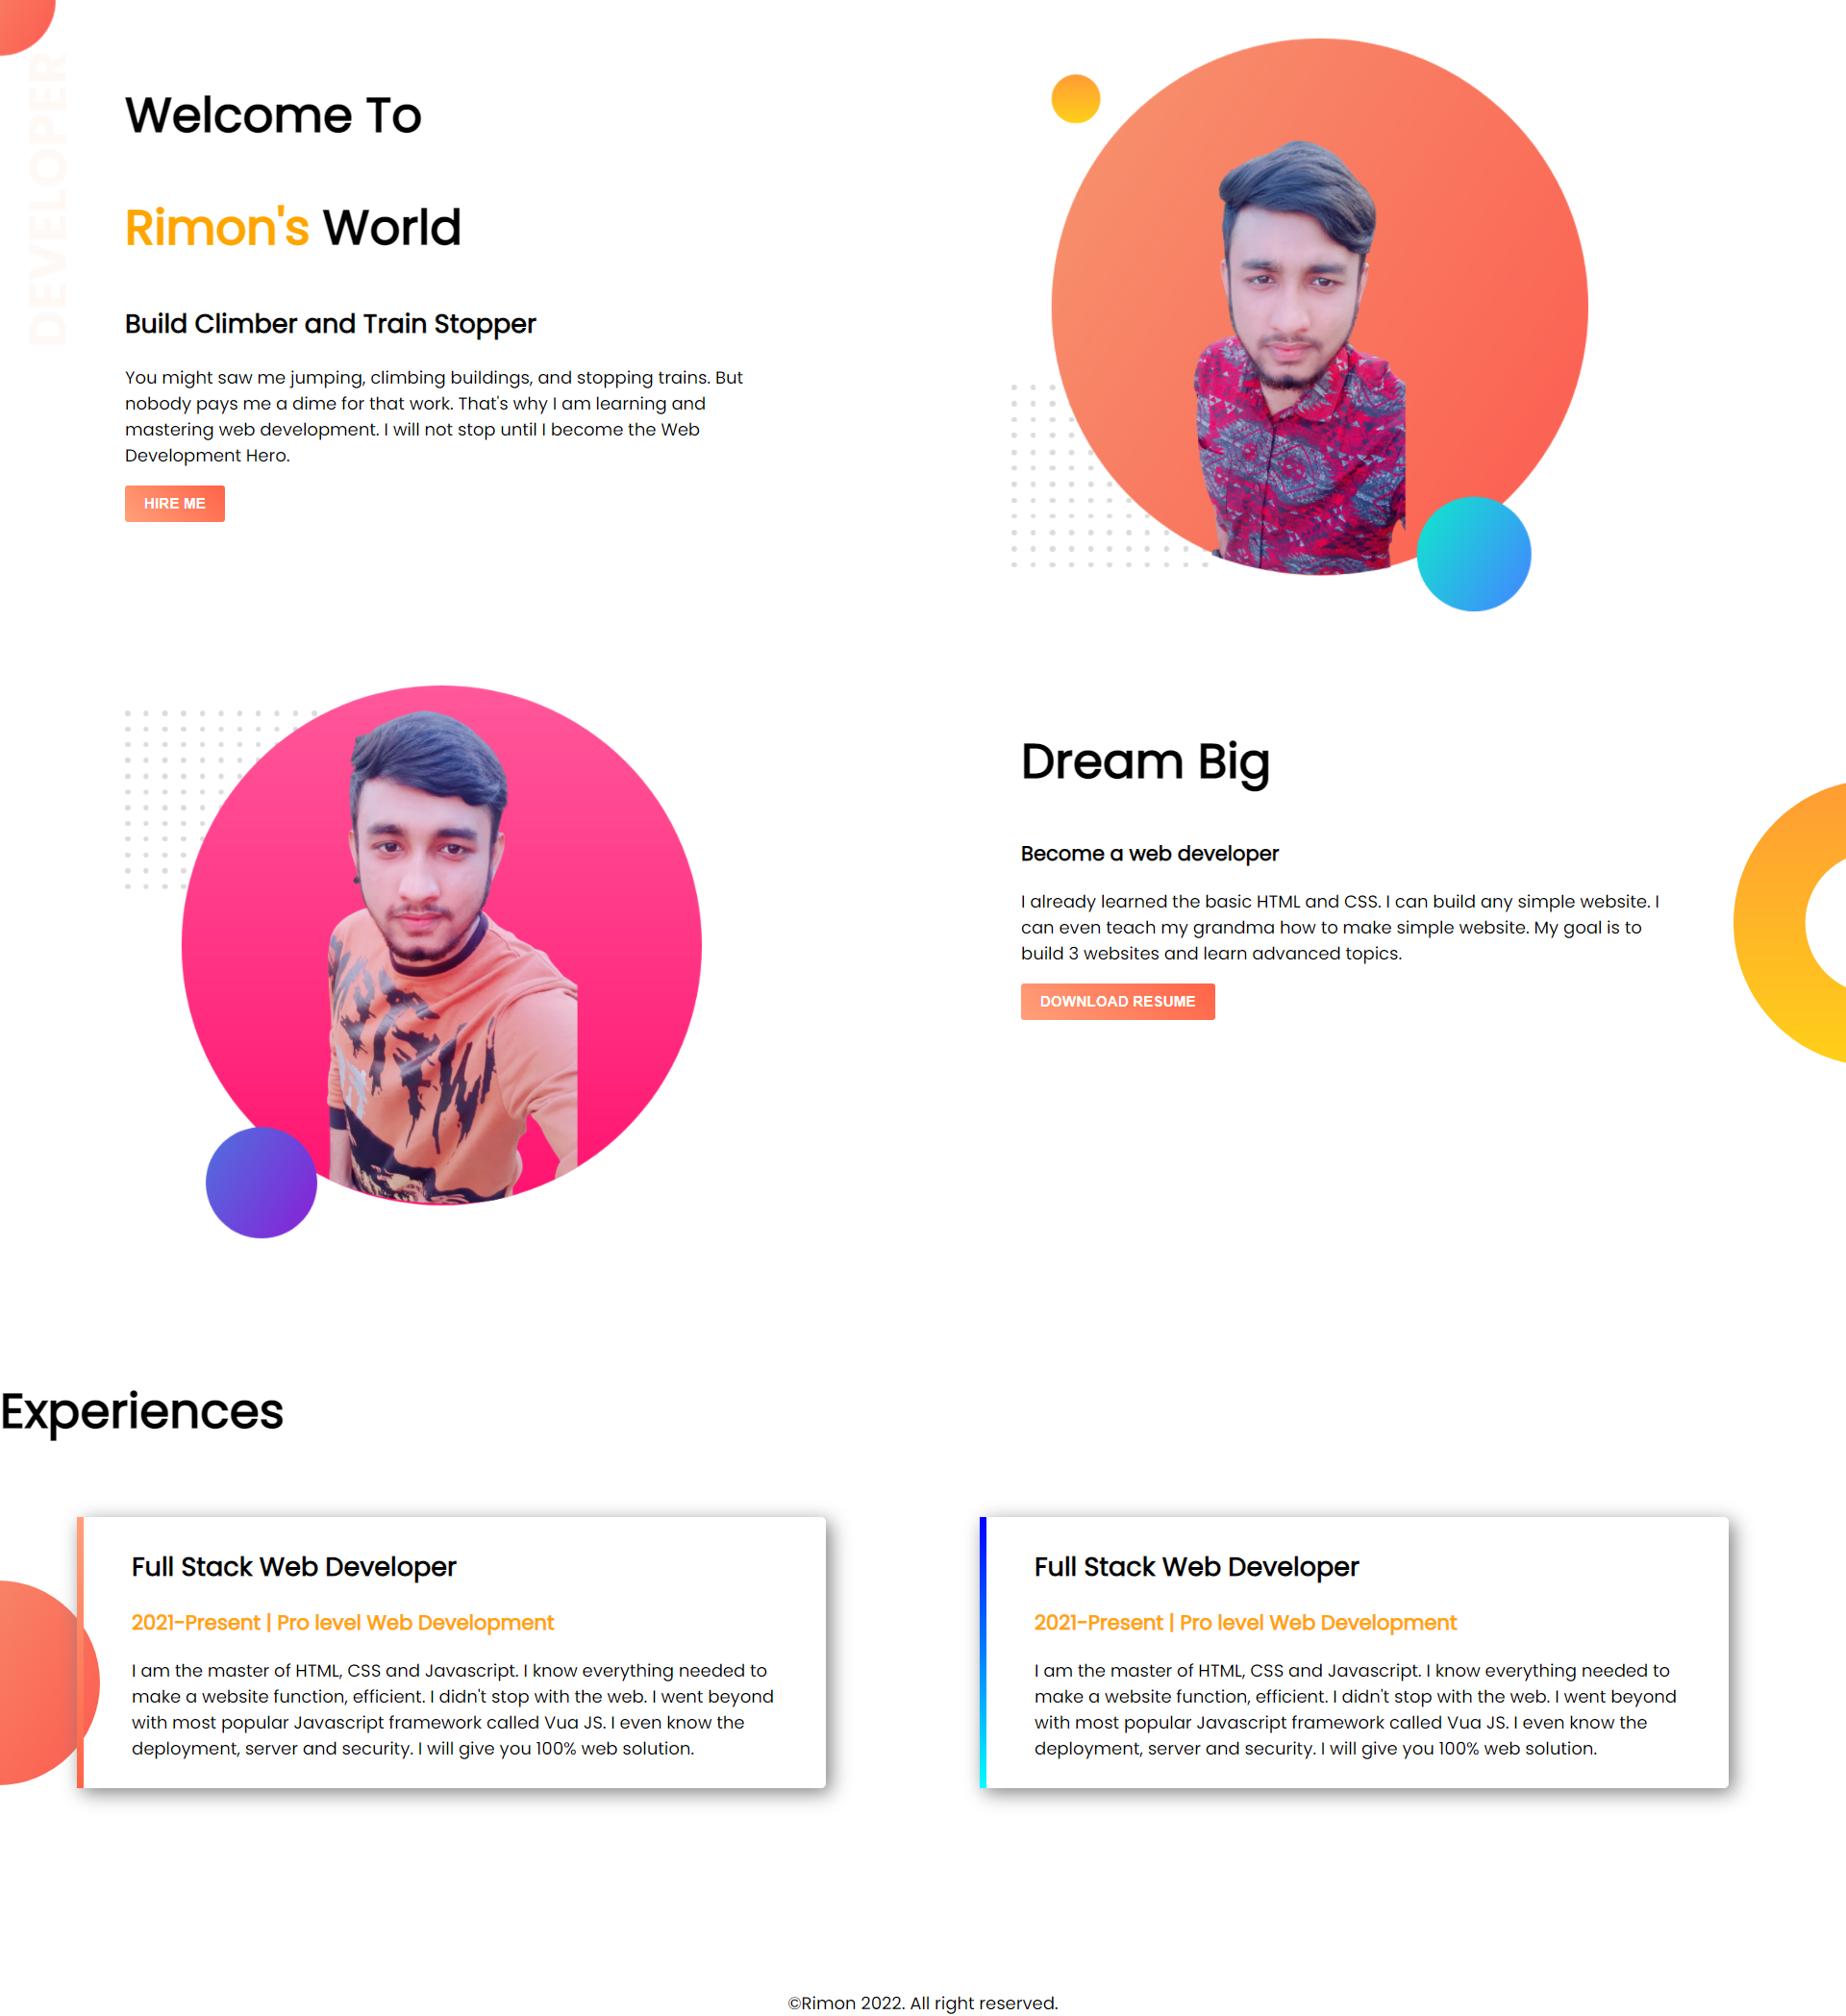 DEVELOPER
Welcome To
Rimon's World
Build Climber and Train Stopper
You might saw me jumping, climbing buildings, and stopping trains. But
nobody pays me a dime for that work. That's why I am learning and
mastering web development. I will not stop until I become the Web
Development Hero.
HIRE ME
Dream Big
Become a web developer
I already learned the basic HTML and CSS. I can build any simple website. I
can even teach my grandma how to make simple website. My goal is to
build 3 websites and learn advanced topics.
DOWNLOAD RESUME
Experiences
Full Stack Web Developer
2021-Present | Pro level Web Development
I am the master of HTML, CSS and Javascript. I know everything needed to
make a website function, efficient. I didn't stop with the web. I went beyond
with most popular Javascript framework called Vua JS. I even know the
deployment, server and security. I will give you 100% web solution.
Full Stack Web Developer
2021-Present | Pro level Web Development
I am the master of HTML, CSS and Javascript. I know everything needed to
make a website function, efficient. I didn't stop with the web. I went beyond
with most popular Javascript framework called Vua JS. I even know the
deployment, server and security. I will give you 100% web solution.
©Rimon 2022. All right reserved.